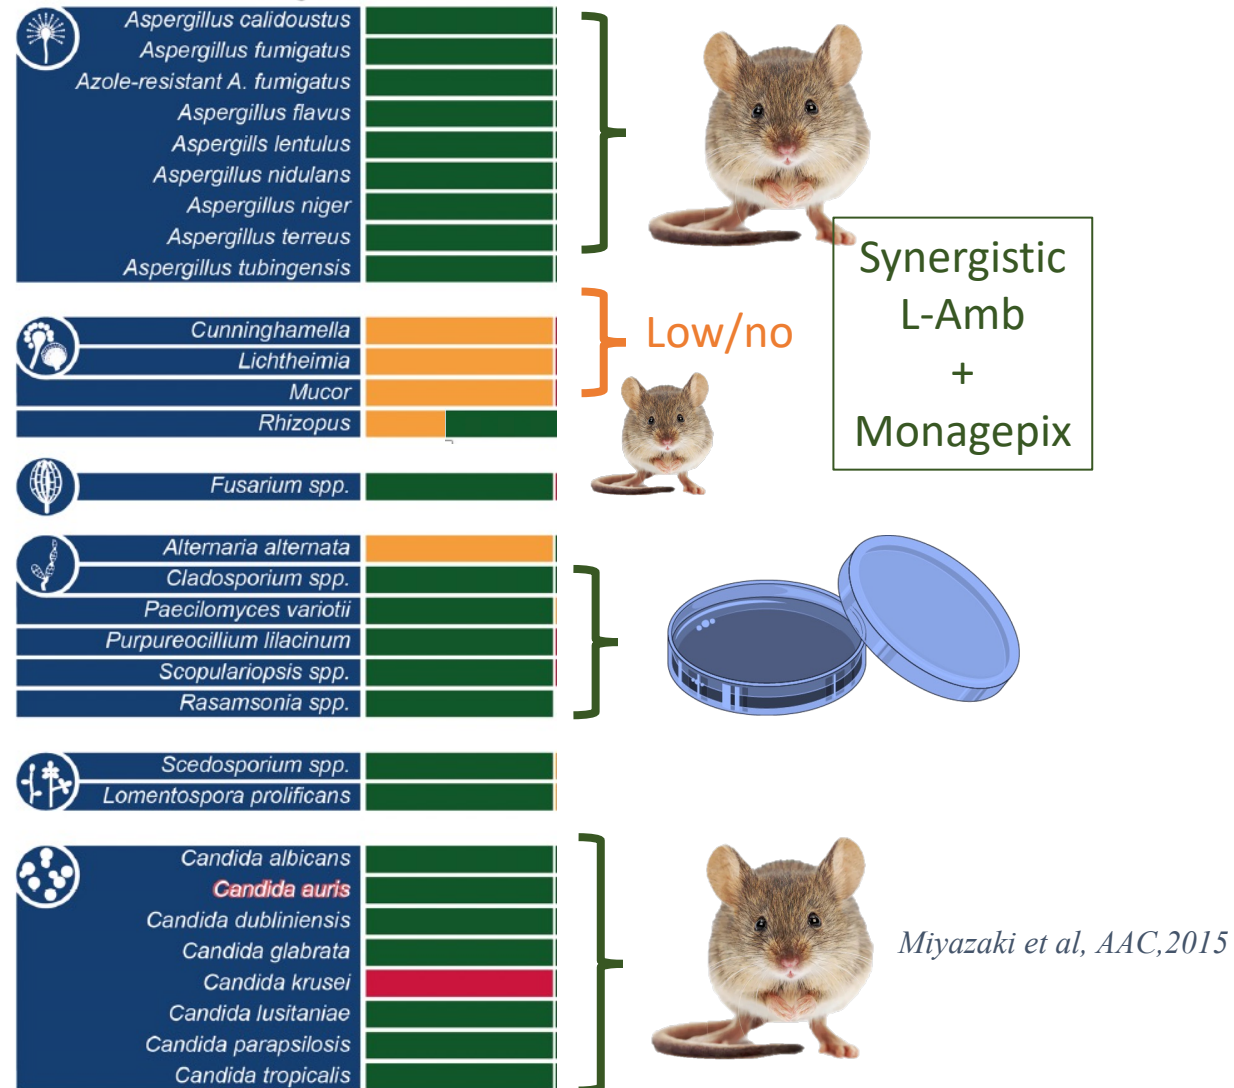 Aspergillus calidoustus
Aspergillus fumigatus
Azole-resistant A. fumigatus
Aspergillus flavus
Aspergills lentulus
Aspergillus nidulans
Aspergillus niger
Aspergillus terreus
Aspergillus tubingensis
Synergistic
L-Amb
+
Monagepix
Cunninghamella
Lichtheimia
Mucor
Rhizopus
Low/no
Fusarium spp.
Alternaria alternata
Cladosporium spp.
Paecilomyces variotii
Purpureocillium lilacinum
Scopulariopsis spp.
Rasamsonia spp.
Scedosporium spp.
Lomentospora prolificans
Candida albicans
Candida auris
Candida dubliniensis
Candida glabrata
Candida krusei
Candida lusitaniae
Candida parapsilosis
Candida tropicalis
Miyazaki et al, AAC,2015